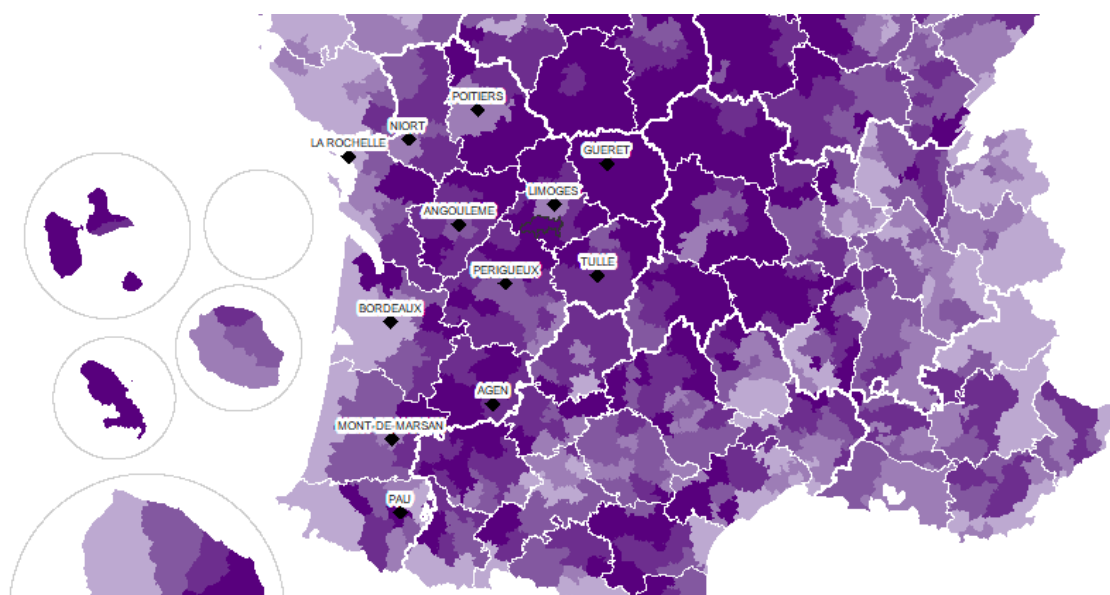 POITIERS
NIORT
LA ROCHELLE
GUERET
LIMOGES
ANGOULEME
TULLE
PERIGUEUX
BORDEAUX
AGEN
MONT-DE-MARSAN
PAU